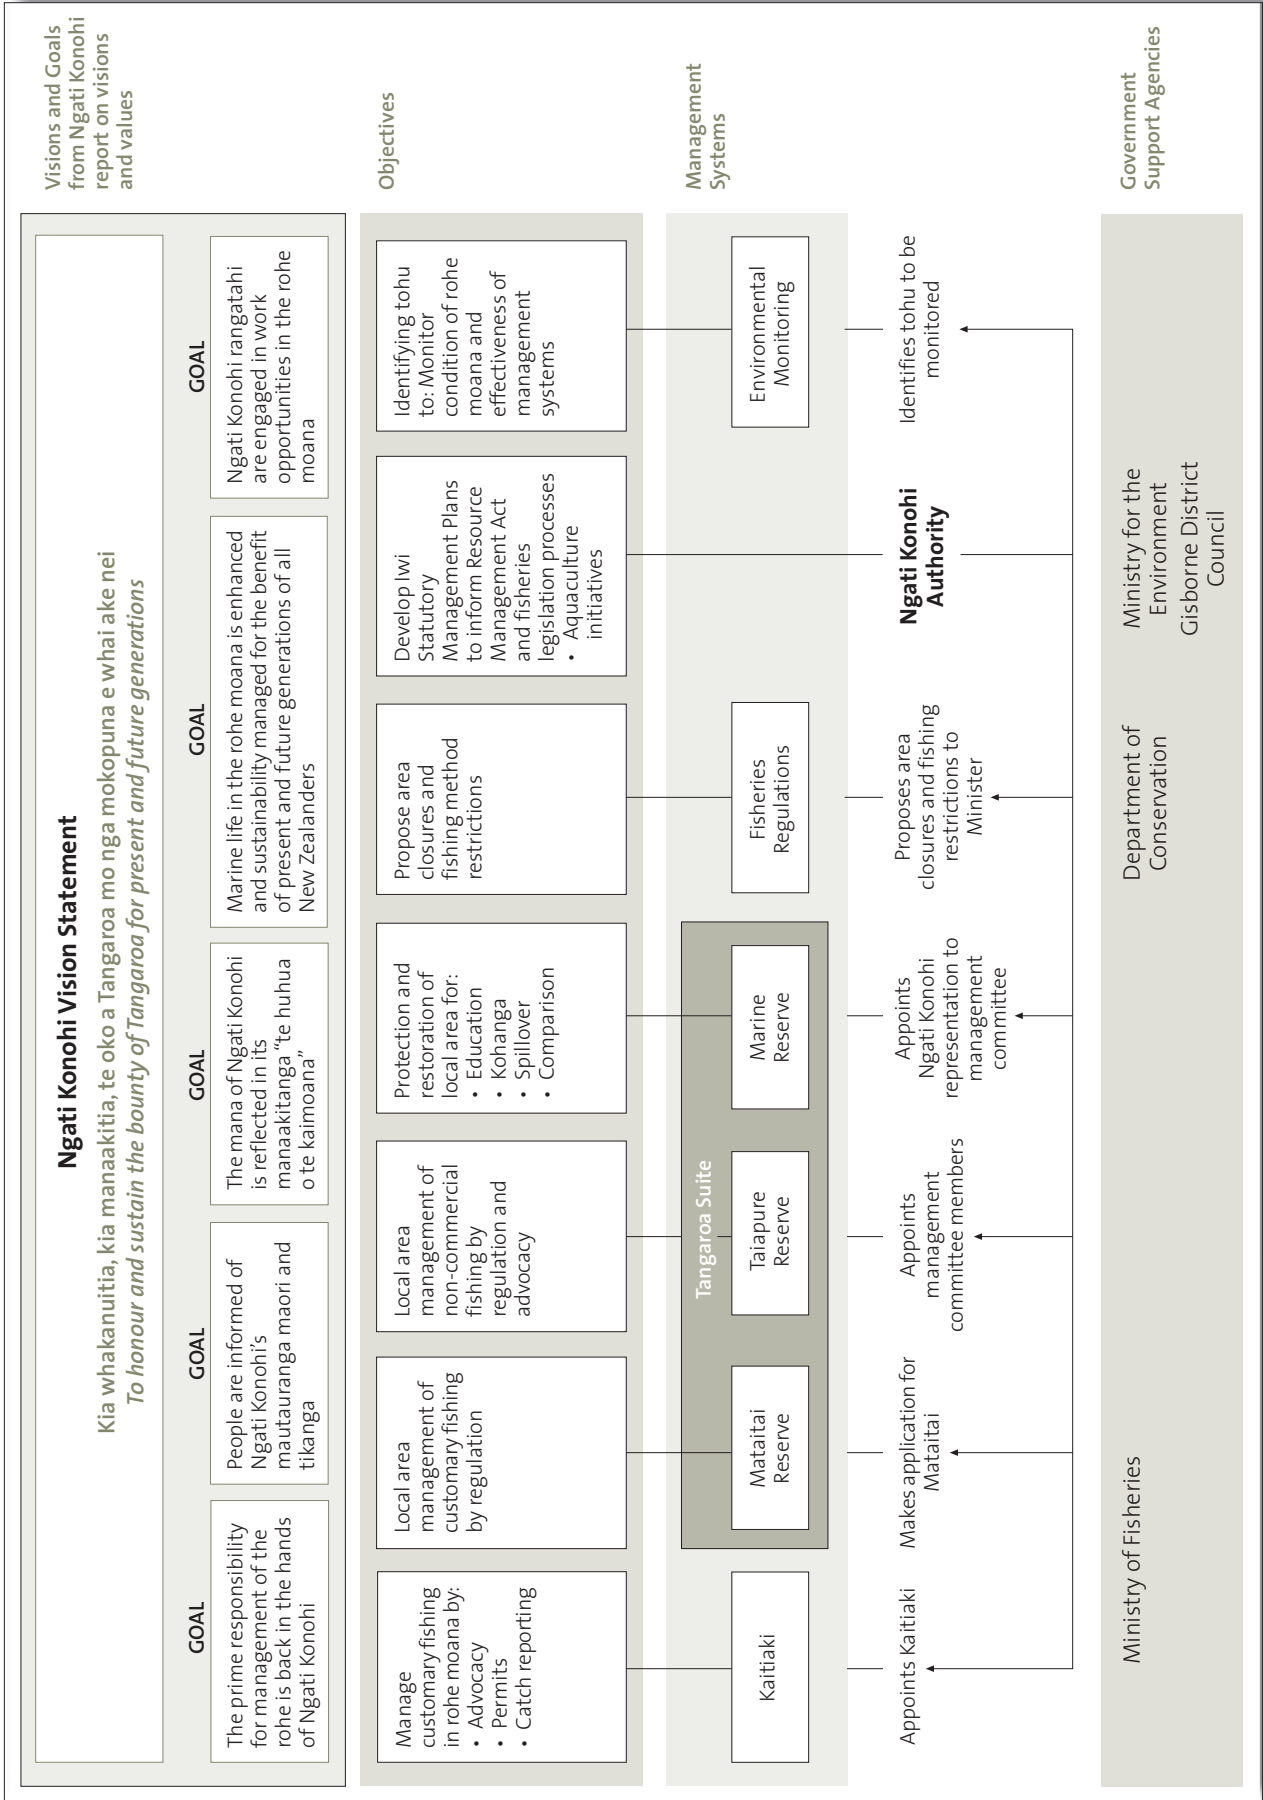 Ngati Konohi Vision Statement
Kia whakanuitia, kia manaakitia, te oko a Tangaroa mo nga mokopuna e whai ake nei
To honour and sustain the bounty of Tangaroa for present and future generations
Visions and Goals
from Ngati Konohi
report on visions
and values
GOAL
The prime responsibility
for management of the
rohe is back in the hands
of Ngati Konohi
GOAL
People are informed of
Ngati Konohi’s
mautauranga maori and
tikanga
GOAL
The mana of Ngati Konohi
is reflected in its
manaakitanga “te huhua
o te kaimoana”
GOAL
Marine life in the rohe moana is enhanced
and sustainability managed for the benefit
of present and future generations of all
New Zealanders
GOAL
Ngati Konohi rangatahi
are engaged in work
opportunities in the rohe
moana
Objectives
Manage
customary fishing
in rohe moana by:
• Advocacy
• Permits
• Catch reporting
Local area
management of
customary fishing
by regulation
Local area
management of
non-commercial
fishing by
regulation and
advocacy
Protection and
restoration of
local area for:
• Education
• Kohanga
• Spillover
• Comparison
Propose area
closures and
fishing method
restrictions
Develop Iwi
Statutory
Management Plans
to inform Resource
Management Act
and fisheries
legislation processes
• Aquaculture
initiatives
Identifying tohu
to: Monitor
condition of rohe
moana and
effectiveness of
management
systems
Management
Systems
Tangaroa Suite
Kaitiaki
Mataitai
Reserve
Taiapure
Reserve
Marine
Reserve
Fisheries
Regulations
Environmental
Monitoring
Appoints Kaitiaki
Makes application for
Mataitai
Appoints
management
committee members
Appoints
Ngati Konohi
representation to
management
committee
Proposes area
closures and fishing
restrictions to
Minister
Ngati Konohi
Authority
Identifies tohu to be
monitored
Government
Support Agencies
Ministry of Fisheries
Department of
Conservation
Ministry for the
Environment
Gisborne District
Council